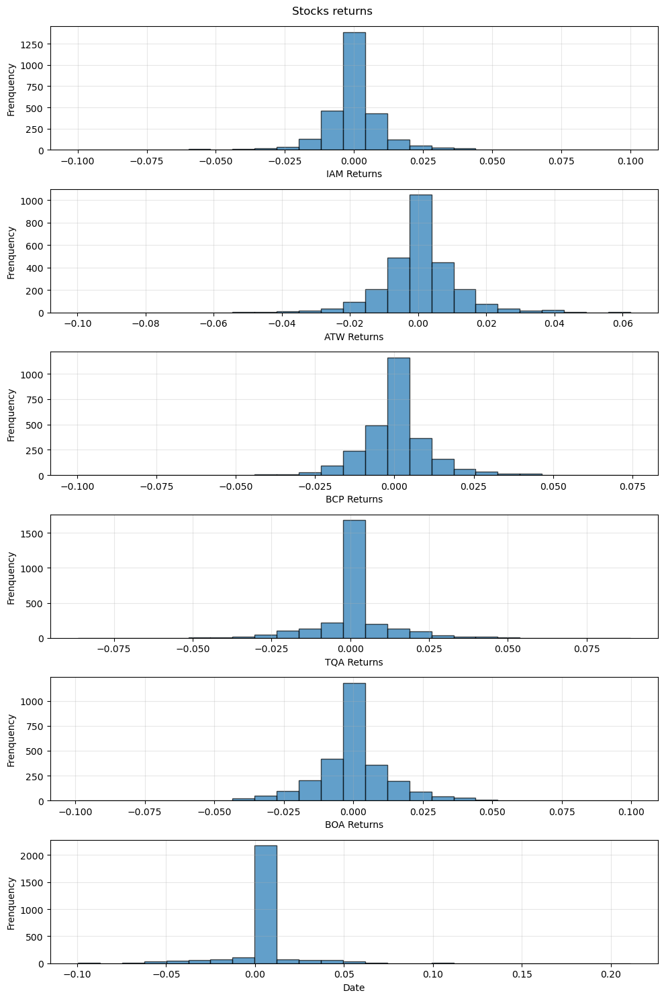 Stocks returns
1250
1000
750
500
250
0
Frenquency
−0.100 −0.075 −0.050 −0.025 0.000 0.025 0.050 0.075 0.100
IAM Returns
1000
800
600
400
200
0
Frenquency
−0.10 −0.08 −0.06 −0.04 −0.02 0.00 0.02 0.04 0.06
ATW Returns
1000
750
500
250
0
Frenquency
−0.100 −0.075 −0.050 −0.025 0.000 0.025 0.050 0.075
BCP Returns
1500
1000
500
0
Frenquency
−0.075 −0.050 −0.025 0.000 0.025 0.050 0.075
TQA Returns
1000
750
500
250
0
Frenquency
−0.100 −0.075 −0.050 −0.025 0.000 0.025 0.050 0.075 0.100
BOA Returns
2000
1500
1000
500
0
Frenquency
−0.10 −0.05 0.00 0.05 0.10 0.15 0.20
Date